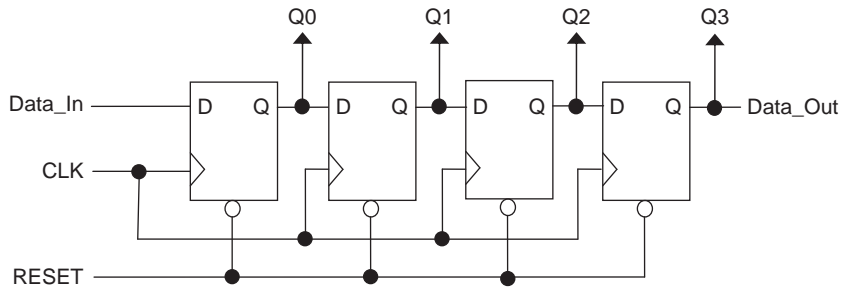 Q0 Q1 Q2 Q3
Data_In D Q D Q D Q D Q Data_Out
CLK
RESET